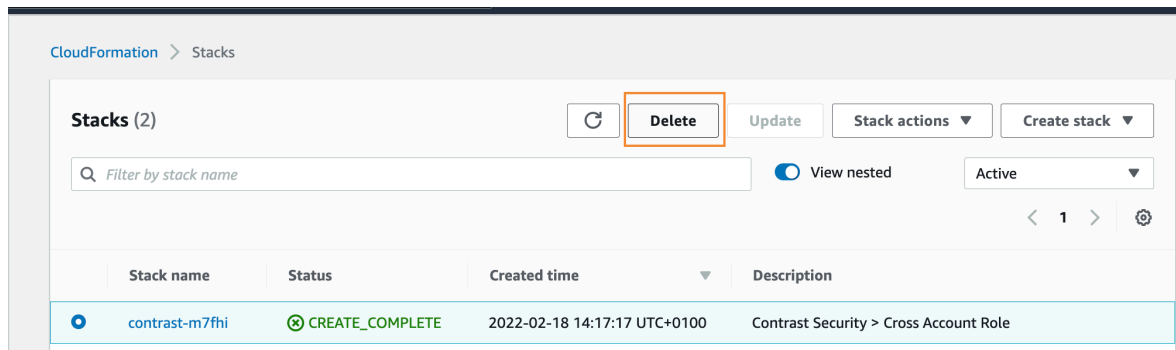 CloudFormation > Stacks
Stacks (2) Delete Update Stack actions Create stack
Filter by stack name View nested Active
1
Stack name Status Created time Description
contrast-m7fhi CREATE_COMPLETE 2022-02-18 14:17:17 UTC+0100 Contrast Security > Cross Account Role